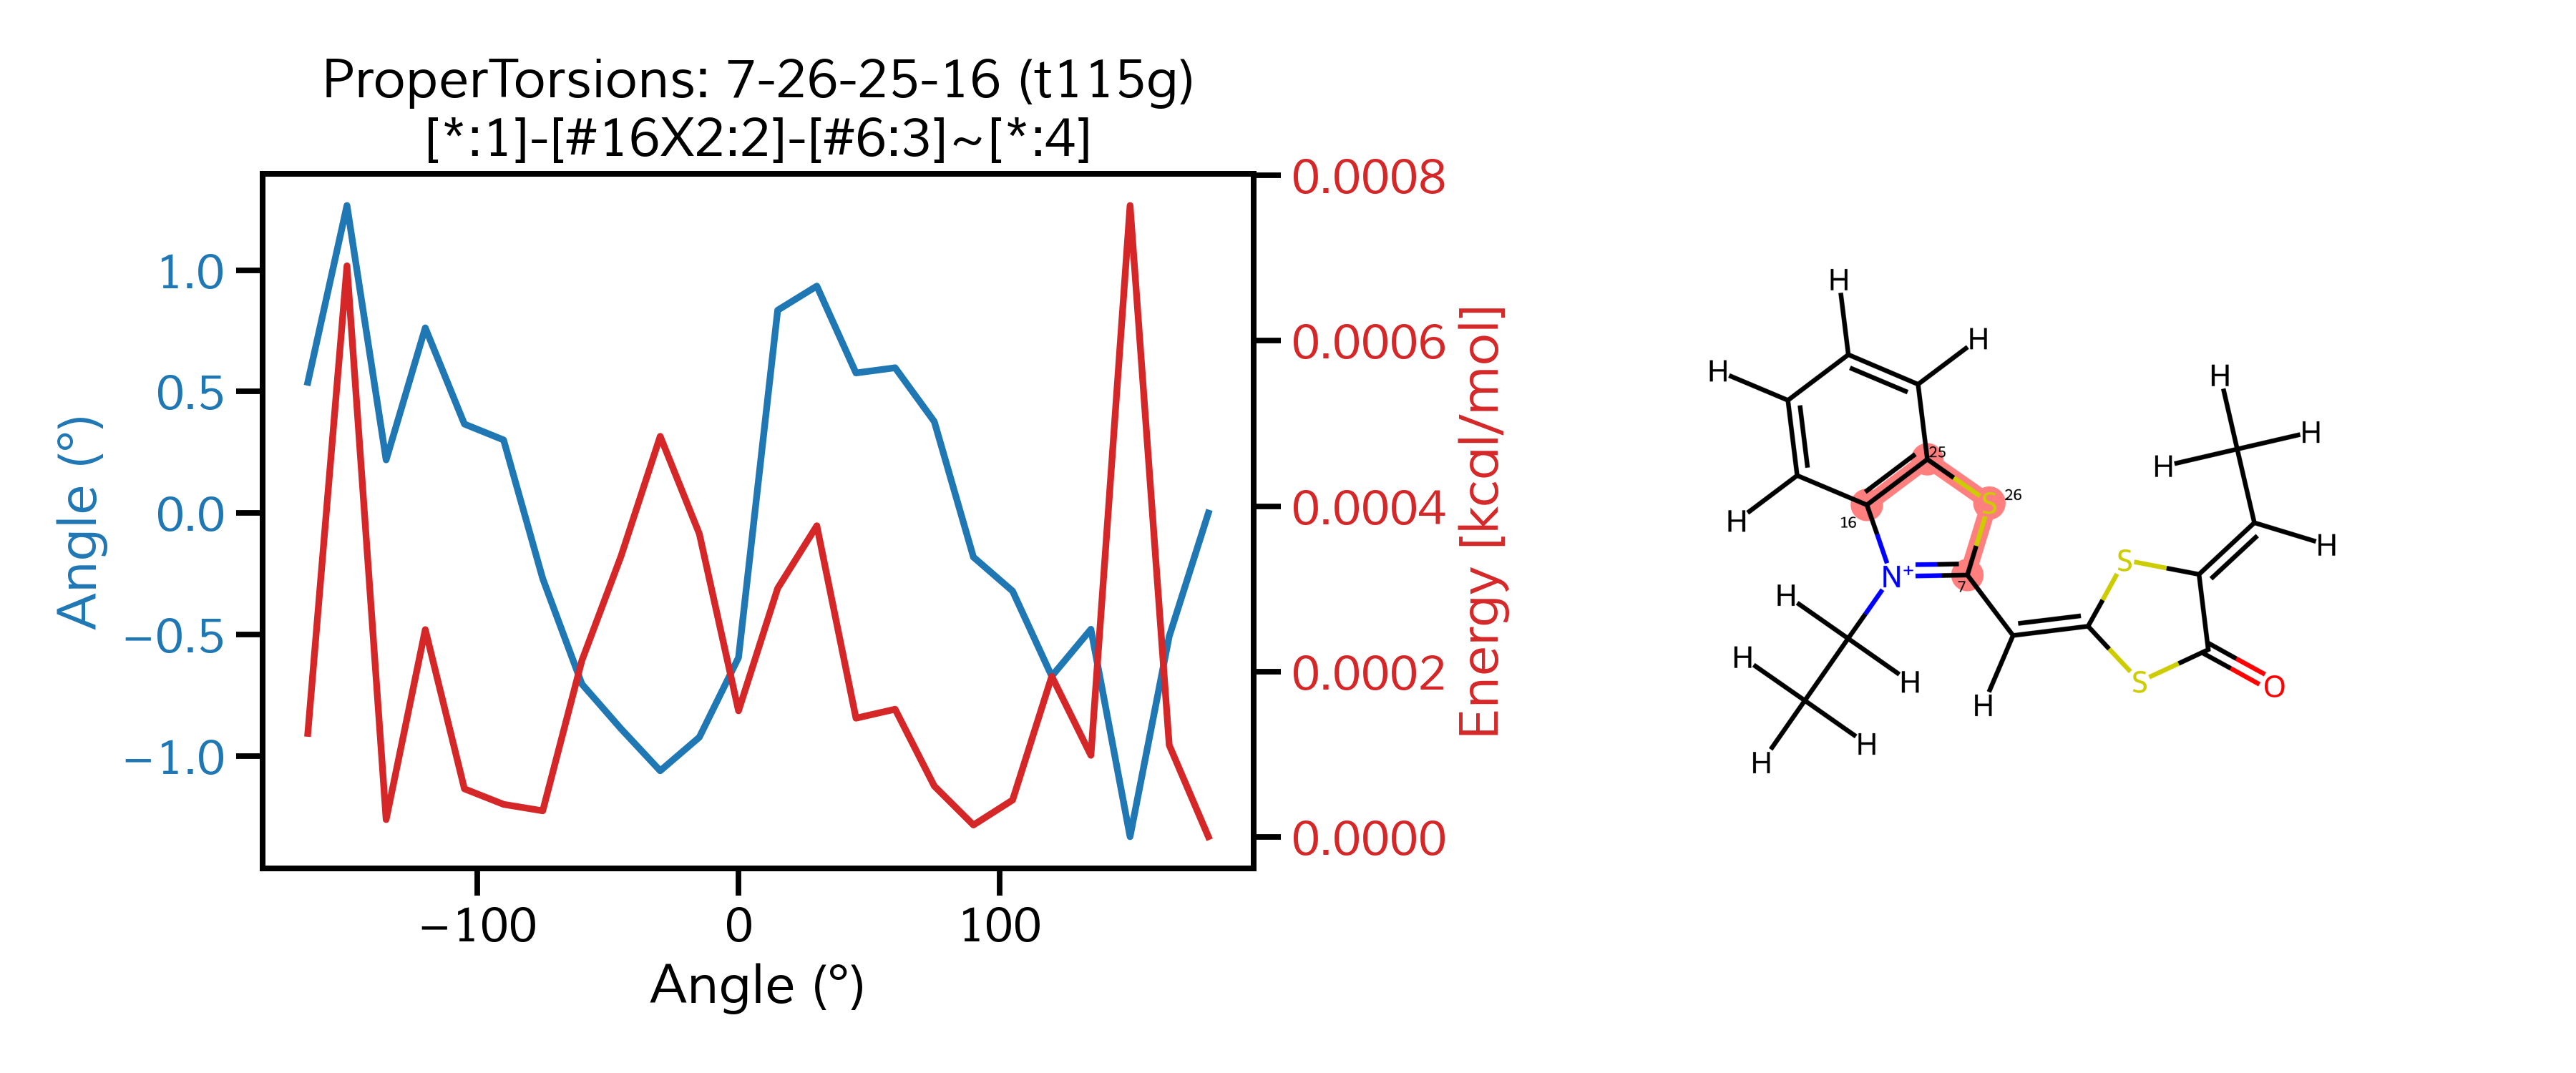 ProperTorsions: 7-26-25-16 (t115g)
[*:1]-[#16X2:2]-[#6:3]~[*:4]
Angle (°)
1.0
0.5
0.0
−0.5
−1.0
−100
0
100
Angle (°)
0.0008
0.0006
0.0004
0.0002
0.0000
Energy [kcal/mol]
H
H
H
H
25
S
26
16
N+
7
H
H
H
H
H
H
H
H
H
H
S
S
O